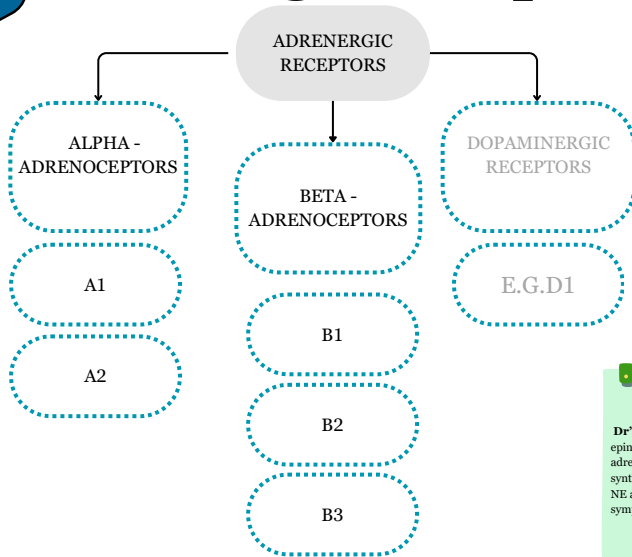 ADRENERGIC
RECEPTORS
ALPHA -
ADRENOCEPTORS
A1
A2
BETA -
ADRENOCEPTORS
B1
B2
B3
DOPAMINERGIC
RECEPTORS
E.G.D1
Dr'
epin
adre
synt
NE a
symp